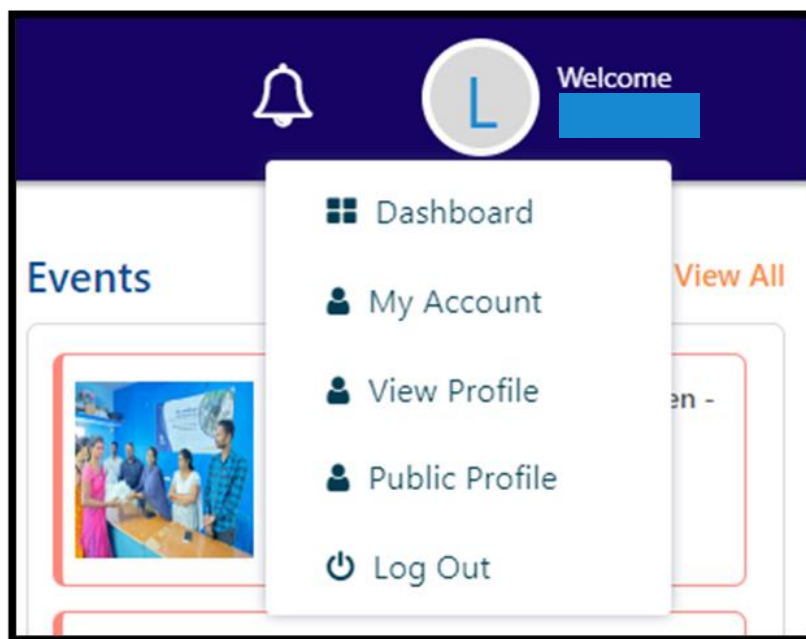 L
Welcome
Dashboard
Events
View All
My Account
View Profile
en -
Public Profile
Log Out